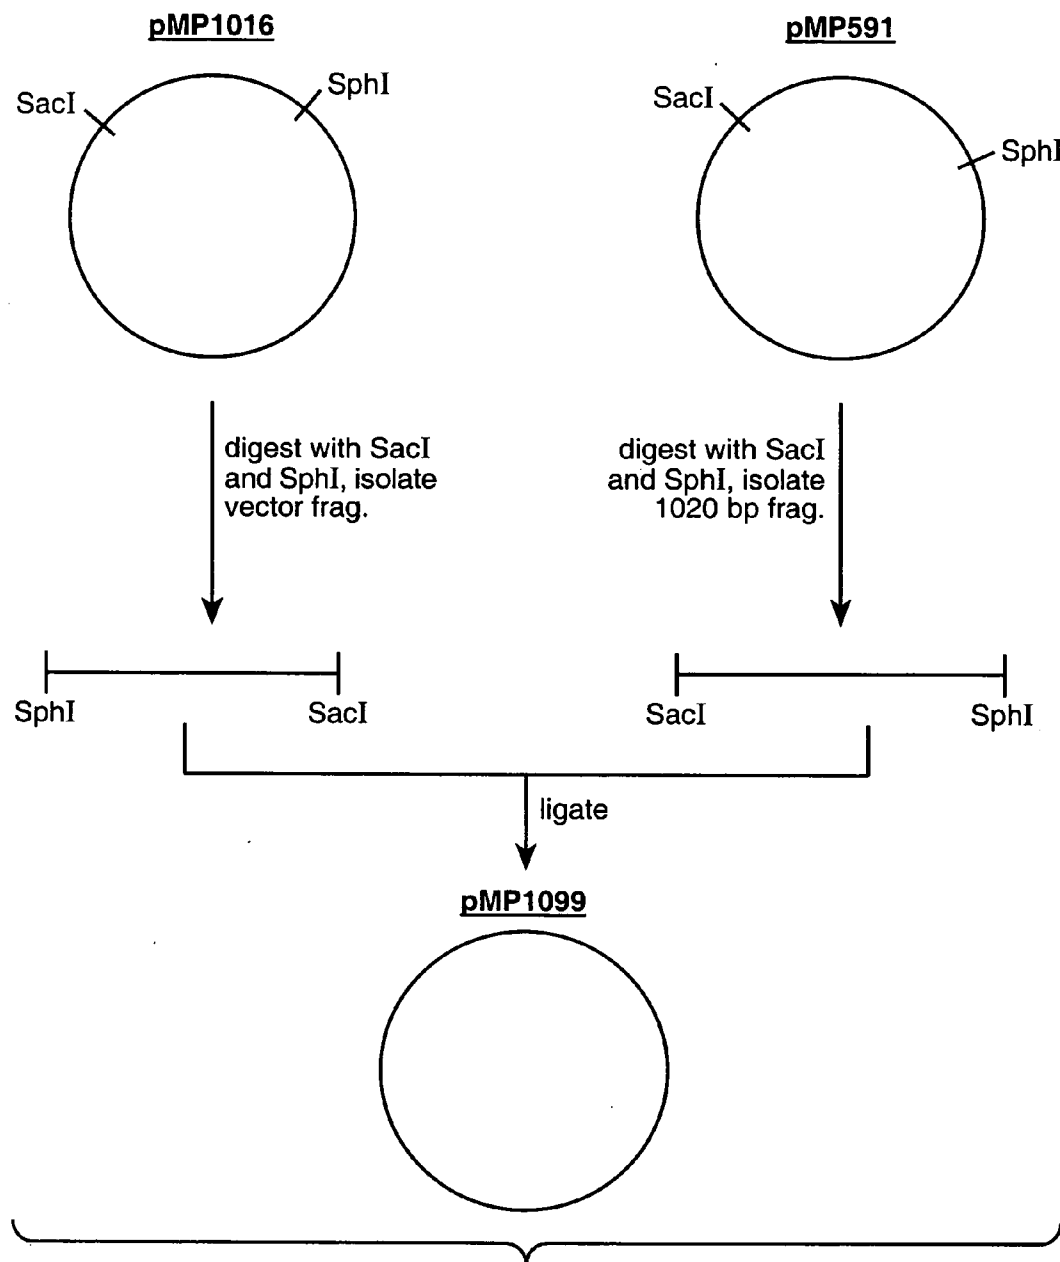 pMP1016
pMP591
SacI
SphI
SacI
SphI
digest with SacI
and SphI, isolate
vector frag.
digest with SacI
and SphI, isolate
1020 bp frag.
SphI
SacI
SacI
SphI
ligate
pMP1099